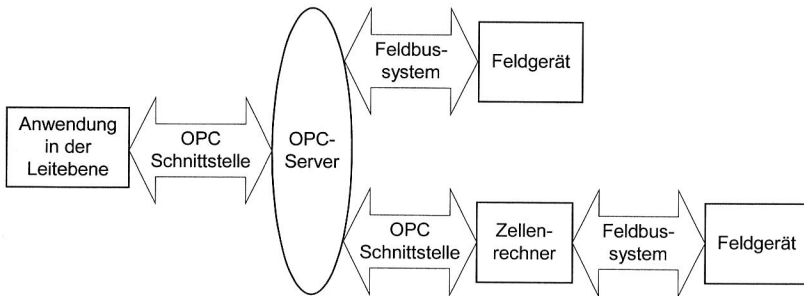 Feldbus-
system
Feldgerät
Anwendung
in der
Leitebene
OPC
Schnittstelle
OPC-
Server
OPC
Schnittstelle
Zellen-
rechner
Feldbus-
system
Feldgerät